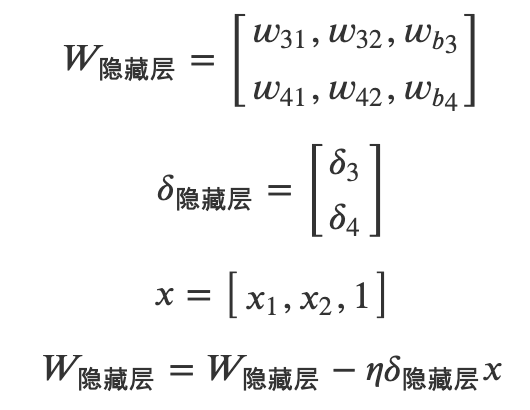 W隐藏层 = [ w31, w32, wb3
w41, w42, wb4 ]
δ隐藏层 = [ δ3
δ4 ]
x = [ x1, x2, 1 ]
W隐藏层 = W隐藏层 − ηδ隐藏层x